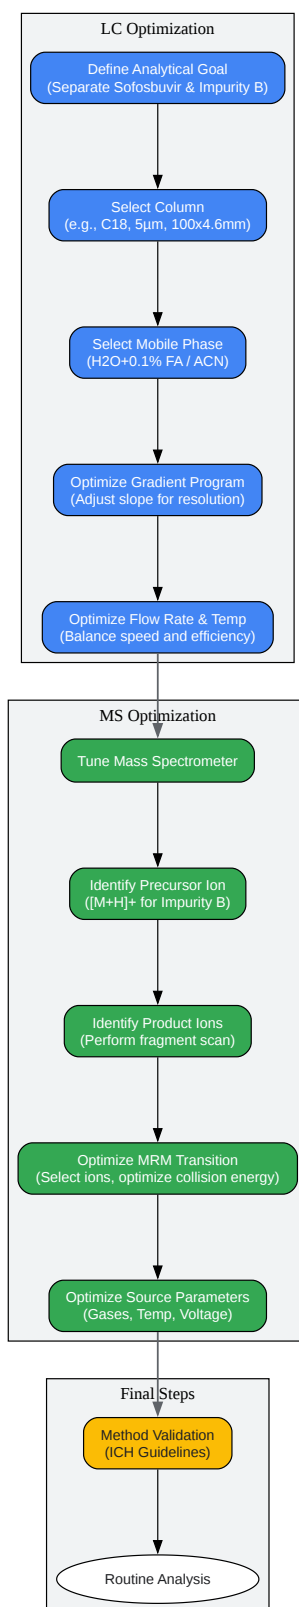 LC Optimization
Define Analytical Goal
(Separate Sofosbuvir & Impurity B)
Select Column
(e.g., C18, 5µm, 100x4.6mm)
Select Mobile Phase
(H2O+0.1% FA / ACN)
Optimize Gradient Program
(Adjust slope for resolution)
Optimize Flow Rate & Temp
(Balance speed and efficiency)
MS Optimization
Tune Mass Spectrometer
Identify Precursor Ion
([M+H]+ for Impurity B)
Identify Product Ions
(Perform fragment scan)
Optimize MRM Transition
(Select ions, optimize collision energy)
Optimize Source Parameters
(Gases, Temp, Voltage)
Final Steps
Method Validation
(ICH Guidelines)
Routine Analysis